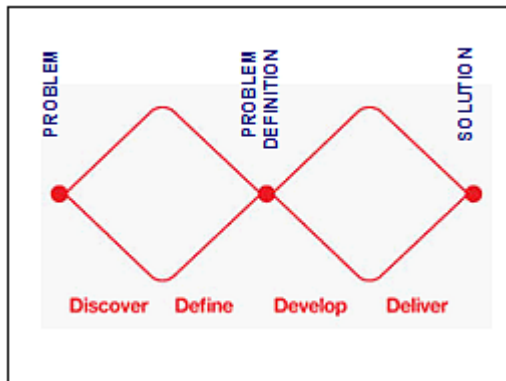 PROBLEM
PROBLEM
DEFINITION
SOLUTION
Discover Define Develop Deliver